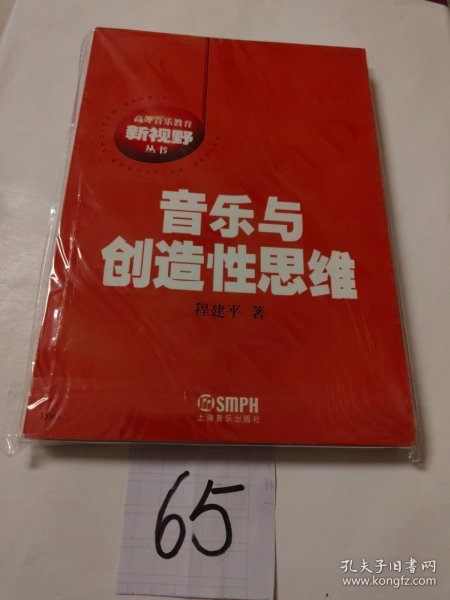 高等音乐教育
新视野
丛书
音乐与
创造性思维
程建平 著
SMPH
上海音乐出版社
65
孔夫子旧书网
www.kongfz.com